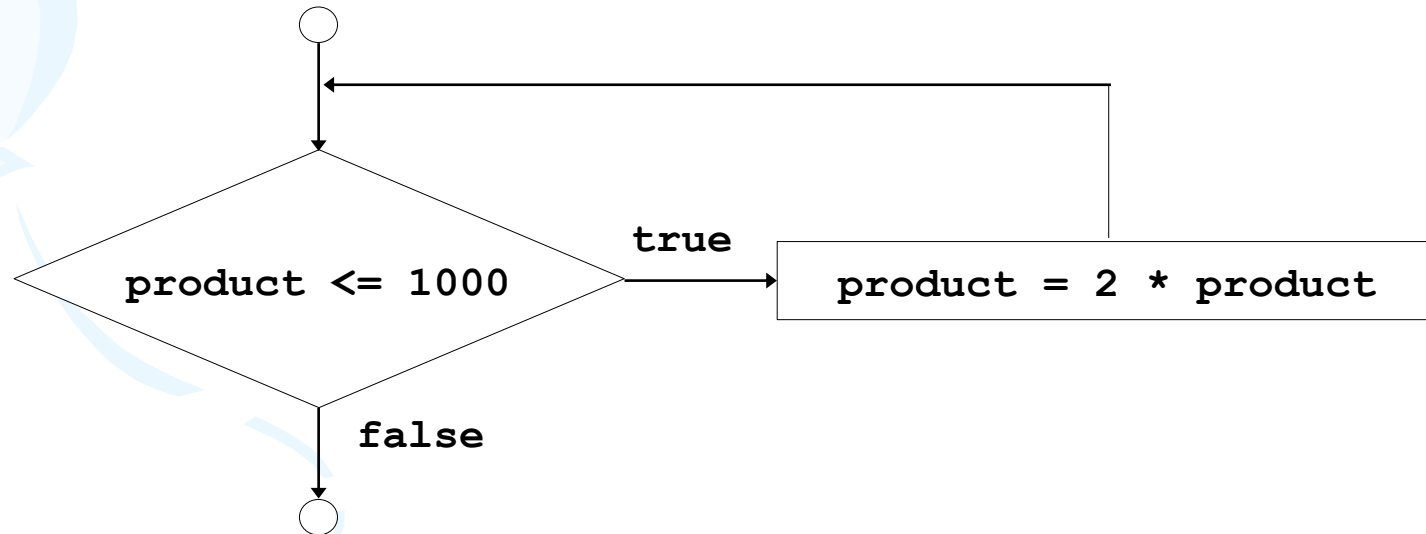 true
product <= 1000
product = 2 * product
false